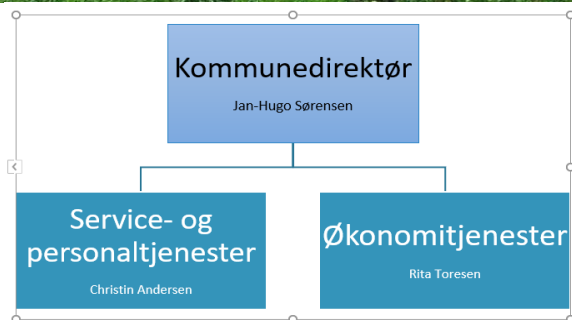 Kommunedirektør
Jan-Hugo Sørensen
Service- og
personaltjenester
Christin Andersen
Økonomitjenester
Rita Toresen